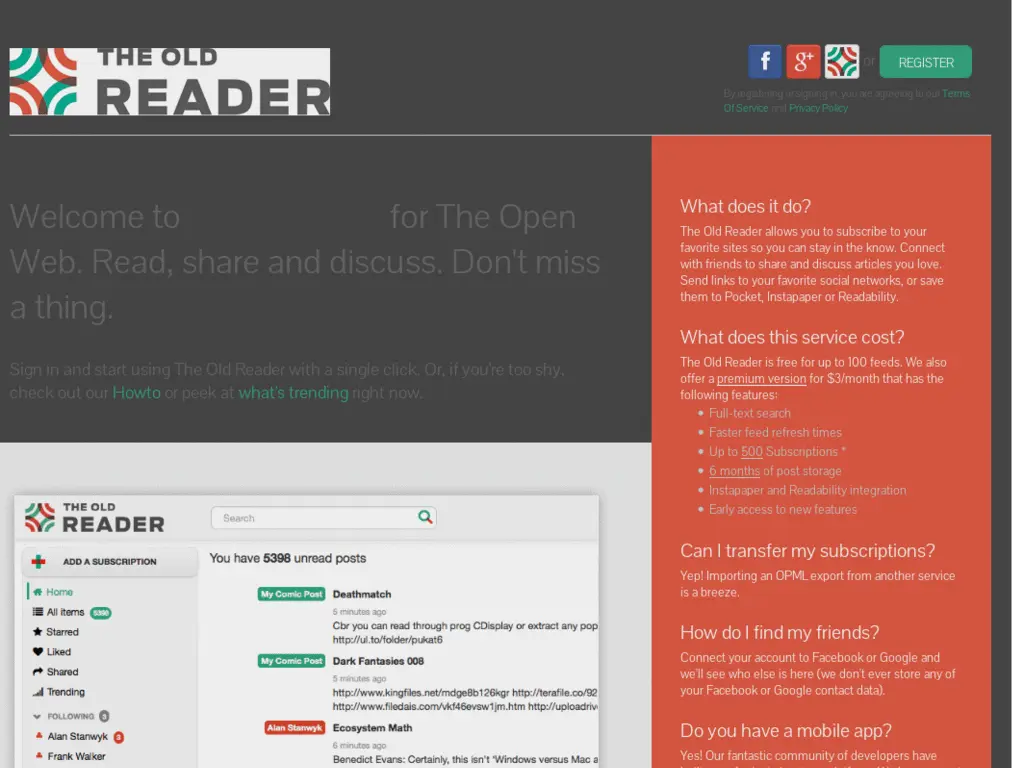 THE OLD
READER
f g+ or REGISTER
By registering or signing in, you are agreeing to our Terms
Of Service and Privacy Policy
Welcome to for The Open
Web. Read, share and discuss. Don't miss
a thing.
Sign in and start using The Old Reader with a single click. Or, if you're too shy,
check out our Howto or peek at what's trending right now.
THE OLD
READER
Search
ADD A SUBSCRIPTION
You have 5398 unread posts
Home
All items 5398
Starred
Liked
Shared
Trending
FOLLOWING 3
Alan Stanwyk 3
Frank Walker
My Comic Post Deathmatch
5 minutes ago
Cbr you can read through prog CDisplay or extract any pop
http://ul.to/folder/pukat6
My Comic Post Dark Fantasies 008
5 minutes ago
http://www.kingfiles.net/mdge8b126kgr http://terafile.co/92
http://www.filedais.com/vkf46evsw1jm.htm http://uploadrive
Alan Stanwyk Ecosystem Math
6 minutes ago
Benedict Evans: Certainly, this isn't 'Windows versus Mac a
What does it do?
The Old Reader allows you to subscribe to your
favorite sites so you can stay in the know. Connect
with friends to share and discuss articles you love.
Send links to your favorite social networks, or save
them to Pocket, Instapaper or Readability.
What does this service cost?
The Old Reader is free for up to 100 feeds. We also
offer a premium version for $3/month that has the
following features:
• Full-text search
• Faster feed refresh times
• Up to 500 Subscriptions *
• 6 months of post storage
• Instapaper and Readability integration
• Early access to new features
Can I transfer my subscriptions?
Yep! Importing an OPML export from another service
is a breeze.
How do I find my friends?
Connect your account to Facebook or Google and
we'll see who else is here (we don't ever store any of
your Facebook or Google contact data).
Do you have a mobile app?
Yes! Our fantastic community of developers have